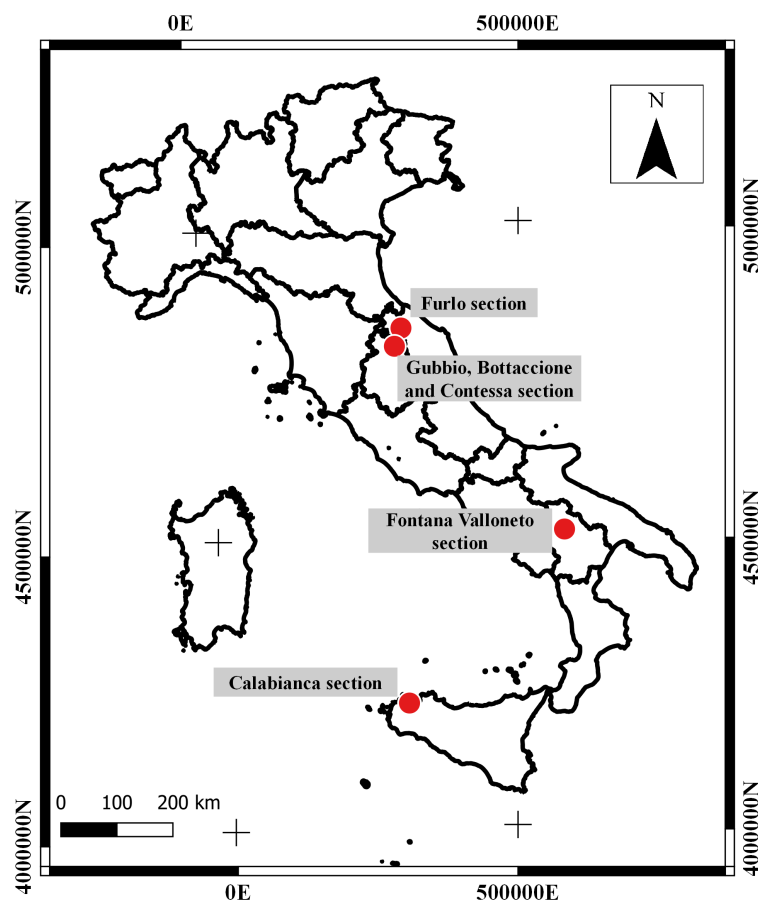 0E 500000E
N
5000000N 5000000N
Furlo section
Gubbio, Bottaccione
and Contessa section
Fontana Valloneto
section
4500000N 4500000N
Calabianca section
0 100 200 km
4000000N 4000000N
0E 500000E